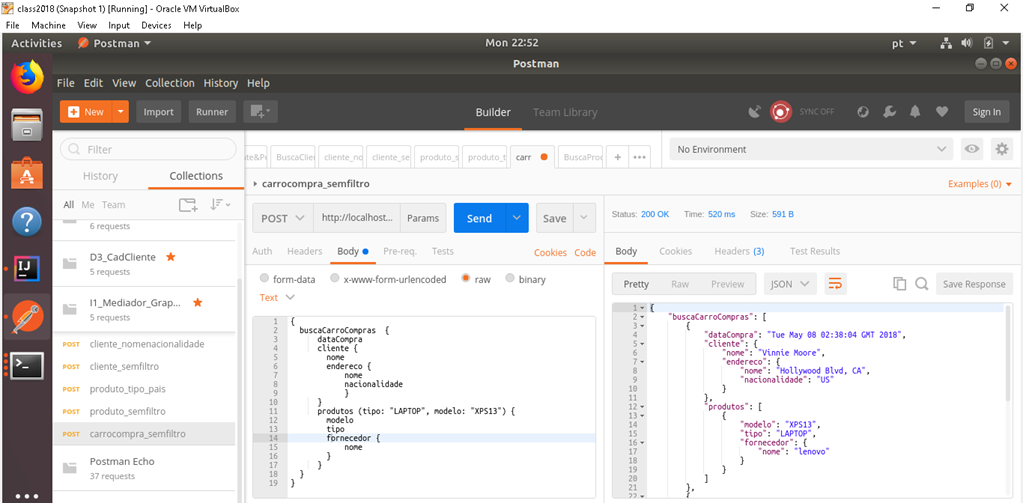 class2018 (Snapshot 1) [Running] - Oracle VM VirtualBox
File Machine View Input Devices Help
Activities Postman Mon 22:52 pt
Postman
File Edit View Collection History Help
New Import Runner Builder Team Library SYNC OFF Sign In
Filter
History Collections
All Me Team
6 requests
D3_CadCliente
5 requests
I1_Mediador_Grap...
5 requests
POST cliente_nomenacionalidade
POST cliente_semfiltro
POST produto_tipo_pais
POST produto_semfiltro
POST carrocompra_semfiltro
Postman Echo
37 requests
te&P BuscaClie cliente_no cliente_se produto_s produto_t carr BuscaProd + •••
No Environment
carrocompra_semfiltro
Examples (0)
POST http://localhost... Params Send Save
Auth Headers Body Pre-req. Tests Cookies Code
form-data x-www-form-urlencoded raw binary
Text
1 {
2 buscaCarroCompras {
3 dataCompra
4 cliente {
5 nome
6 endereco {
7 nome
8 nacionalidade
9 }
10 }
11 produtos (tipo: "LAPTOP", modelo: "XPS13") {
12 modelo
13 tipo
14 fornecedor {
15 nome
16 }
17 }
18 }
19 }
Status: 200 OK Time: 520 ms Size: 591 B
Body Cookies Headers (3) Test Results
Pretty Raw Preview JSON Save Response
1 {
2 "buscaCarroCompras": [
3 {
4 "dataCompra": "Tue May 08 02:38:04 GMT 2018",
5 "cliente": {
6 "nome": "Vinnie Moore",
7 "endereco": {
8 "nome": "Hollywood Blvd, CA",
9 "nacionalidade": "US"
10 }
11 },
12 "produtos": [
13 {
14 "modelo": "XPS13",
15 "tipo": "LAPTOP",
16 "fornecedor": {
17 "nome": "lenovo"
18 }
19 }
20 ]
21 },
22 {